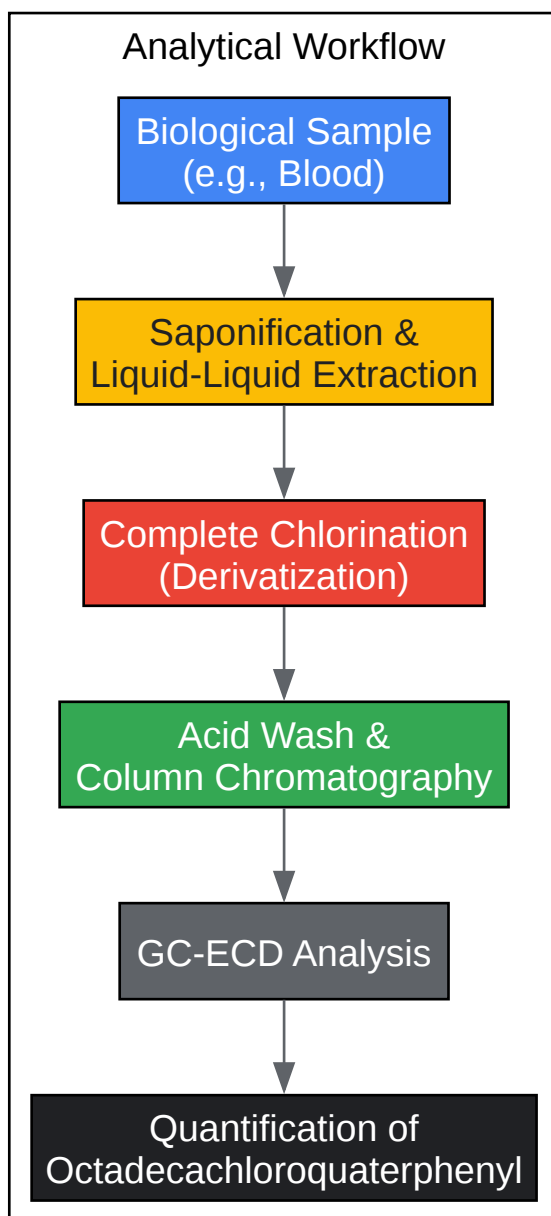 Analytical Workflow
Biological Sample
(e.g., Blood)
Saponification &
Liquid-Liquid Extraction
Complete Chlorination
(Derivatization)
Acid Wash &
Column Chromatography
GC-ECD Analysis
Quantification of
Octadecachloroquaterphenyl